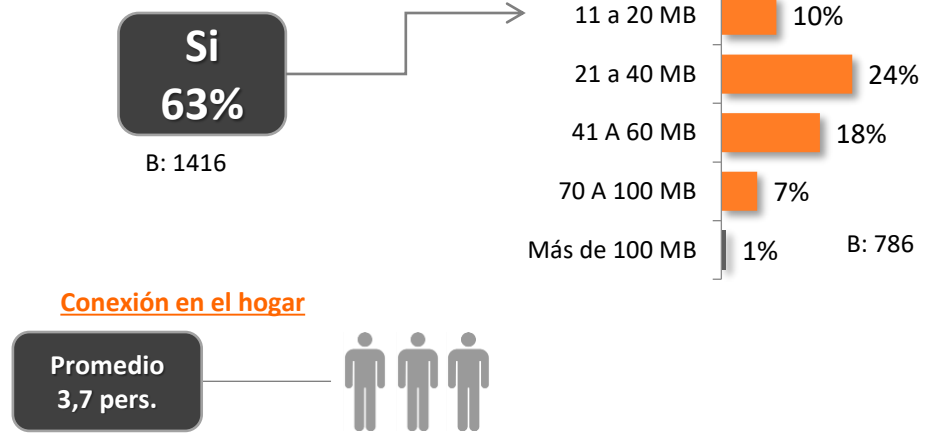 Si
63%
B: 1416
11 a 20 MB 10%
21 a 40 MB 24%
41 A 60 MB 18%
70 A 100 MB 7%
Más de 100 MB 1%
B: 786
Conexión en el hogar
Promedio
3,7 pers.